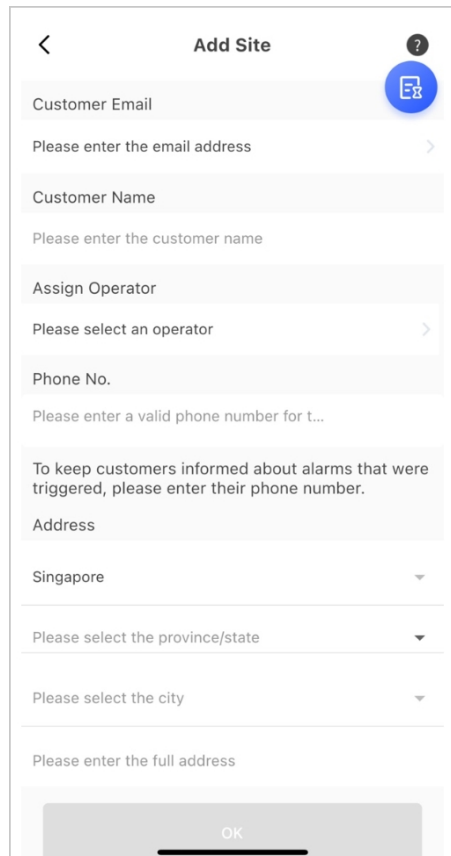 Add Site
?
Customer Email
Please enter the email address
Customer Name
Please enter the customer name
Assign Operator
Please select an operator
Phone No.
Please enter a valid phone number for t...
To keep customers informed about alarms that were
triggered, please enter their phone number.
Address
Singapore
Please select the province/state
Please select the city
Please enter the full address
OK